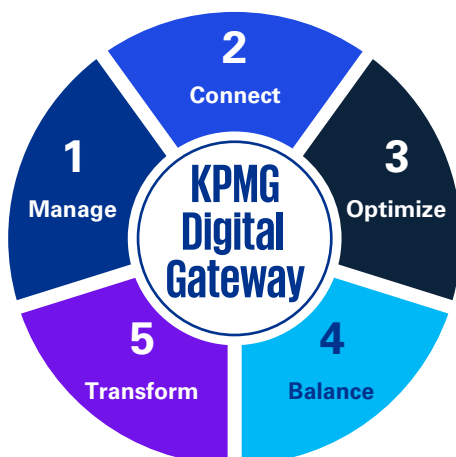 KPMG
Digital
Gateway
1
Manage
2
Connect
3
Optimize
4
Balance
5
Transform